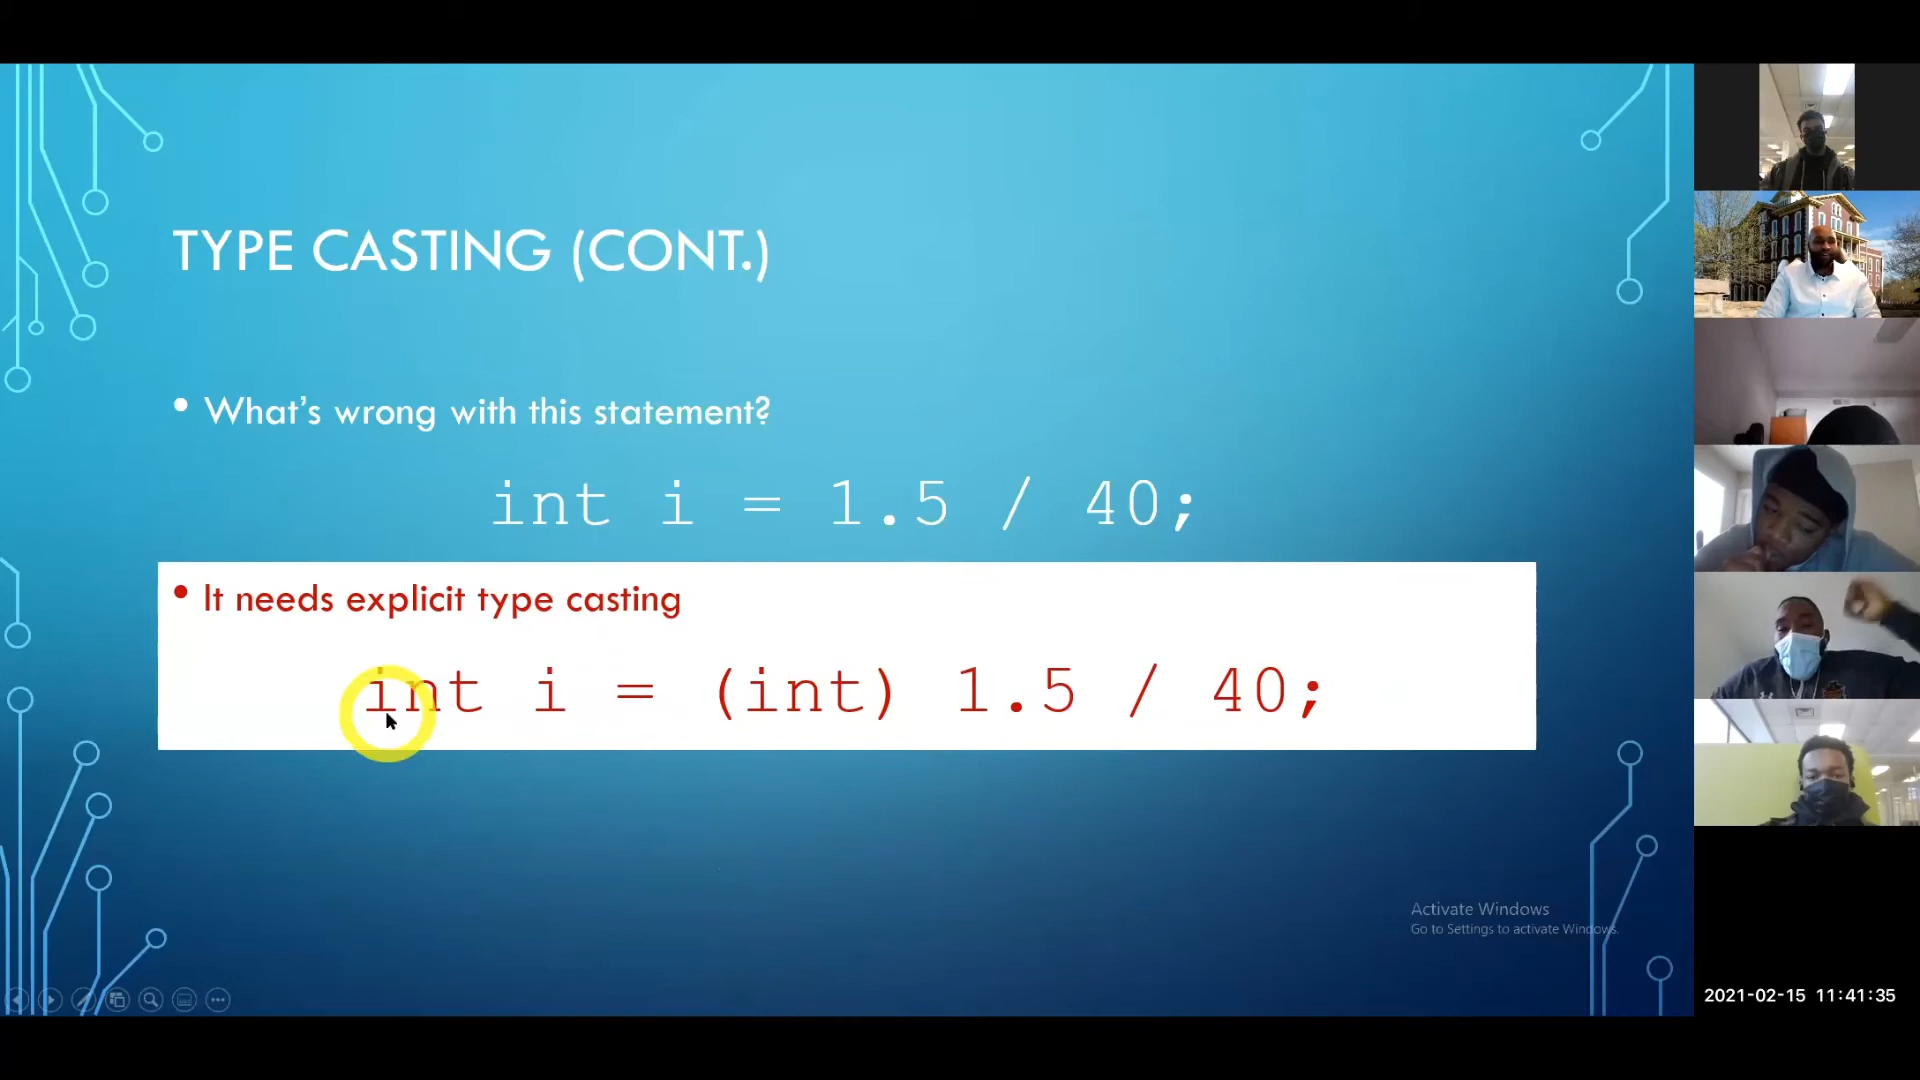 TYPE CASTING (CONT.)
• What's wrong with this statement?
int i = 1.5 / 40;
• It needs explicit type casting
int i = (int) 1.5 / 40;
Activate Windows
Go to Settings to activate Windows.
2021-02-15 11:41:35